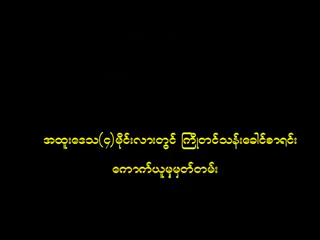 အထူးဒေသ(၄)မိုင်းလားတွင် ကြိုတင်သန်းခေါင်စာရင်း
ကောက်ယူမှုမှတ်တမ်း